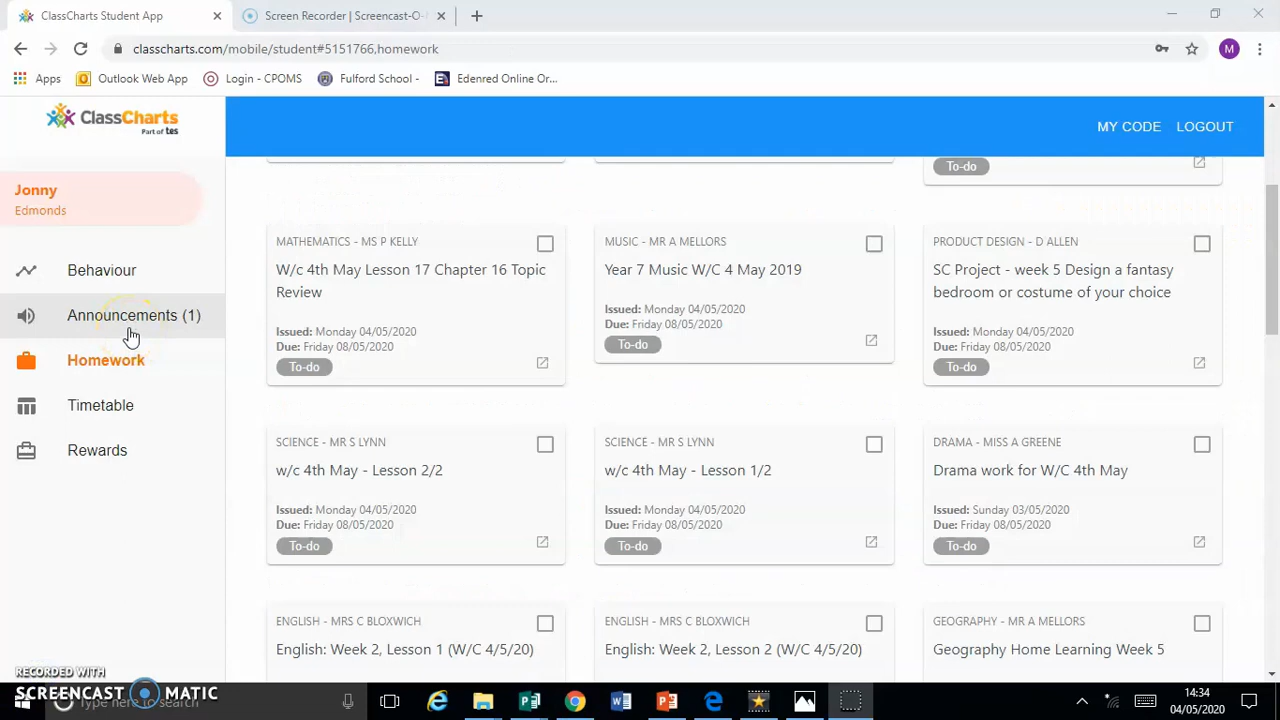 ClassCharts Student App
Screen Recorder | Screencast-O-
classcharts.com/mobile/student#5151766,homework
M
Apps
Outlook Web App
Login - CPOMS
Fulford School -
Edenred Online Or...
ClassCharts
Part of tes
MY CODE
LOGOUT
Jonny
Edmonds
Behaviour
Announcements (1)
Homework
Timetable
Rewards
To-do
MATHEMATICS - MS P KELLY
W/c 4th May Lesson 17 Chapter 16 Topic
Review
Issued: Monday 04/05/2020
Due: Friday 08/05/2020
To-do
MUSIC - MR A MELLORS
Year 7 Music W/C 4 May 2019
Issued: Monday 04/05/2020
Due: Friday 08/05/2020
To-do
PRODUCT DESIGN - D ALLEN
SC Project - week 5 Design a fantasy
bedroom or costume of your choice
Issued: Monday 04/05/2020
Due: Friday 08/05/2020
To-do
SCIENCE - MR S LYNN
w/c 4th May - Lesson 2/2
Issued: Monday 04/05/2020
Due: Friday 08/05/2020
To-do
SCIENCE - MR S LYNN
w/c 4th May - Lesson 1/2
Issued: Monday 04/05/2020
Due: Friday 08/05/2020
To-do
DRAMA - MISS A GREENE
Drama work for W/C 4th May
Issued: Sunday 03/05/2020
Due: Friday 08/05/2020
To-do
ENGLISH - MRS C BLOXWICH
English: Week 2, Lesson 1 (W/C 4/5/20)
ENGLISH - MRS C BLOXWICH
English: Week 2, Lesson 2 (W/C 4/5/20)
GEOGRAPHY - MR A MELLORS
Geography Home Learning Week 5
RECORDED WITH
SCREENCAST MATIC
Type here to search
14:34
04/05/2020